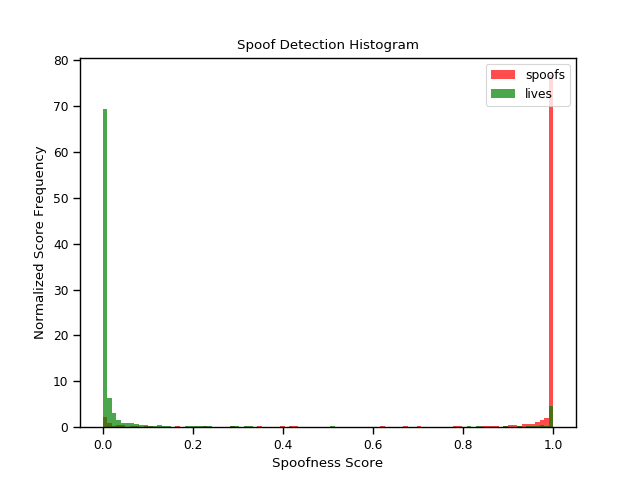 Spoof Detection Histogram
spoofs
lives
80
70
60
50
40
30
20
10
0
Normalized Score Frequency
0.0 0.2 0.4 0.6 0.8 1.0
Spoofness Score